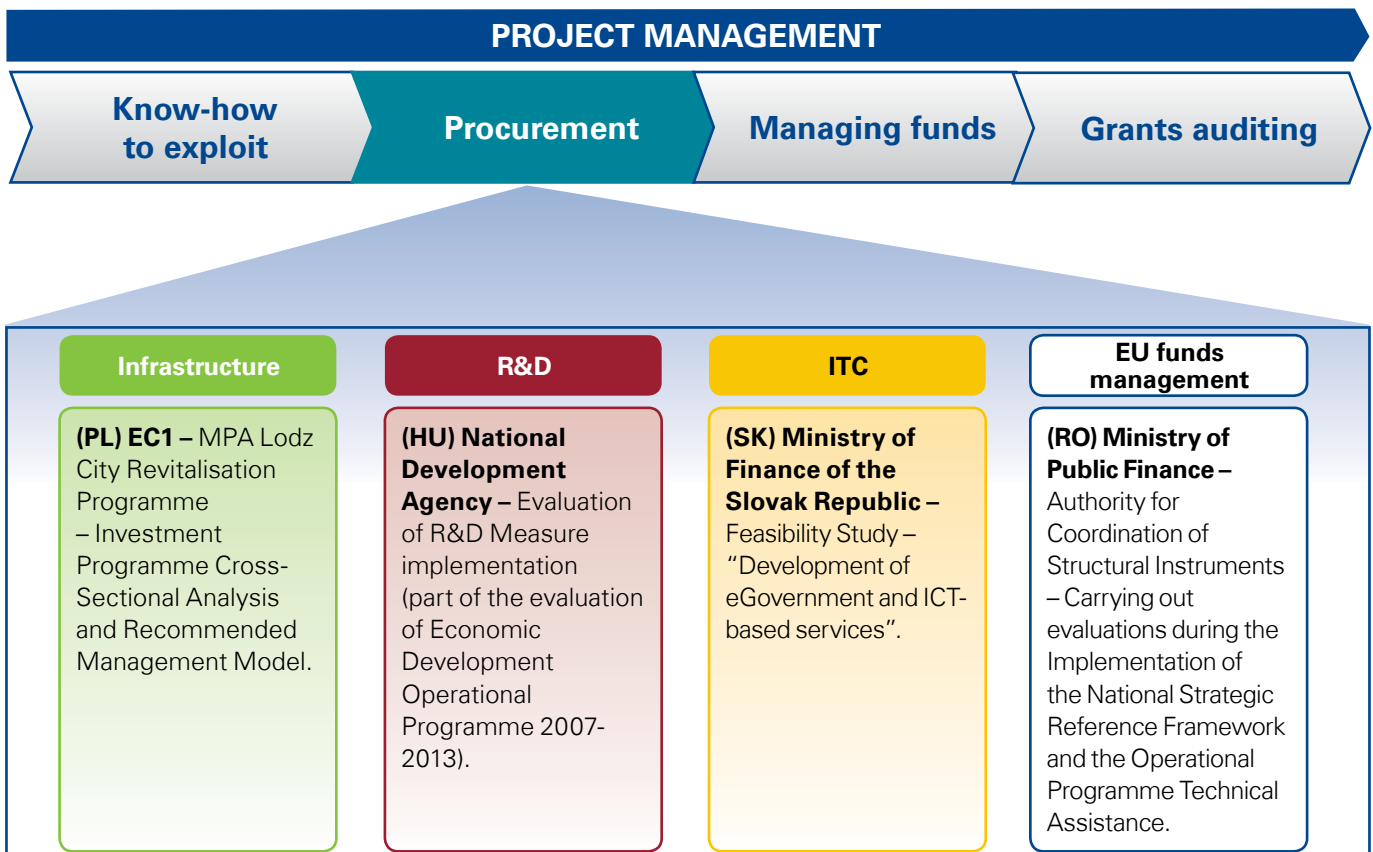 PROJECT MANAGEMENT
Know-how
to exploit
Procurement
Managing funds
Grants auditing
Infrastructure
(PL) EC1 – MPA Lodz
City Revitalisation
Programme
– Investment
Programme Cross-
Sectional Analysis
and Recommended
Management Model.
R&D
(HU) National
Development
Agency – Evaluation
of R&D Measure
implementation
(part of the evaluation
of Economic
Development
Operational
Programme 2007-
2013).
ITC
(SK) Ministry of
Finance of the
Slovak Republic –
Feasibility Study –
“Development of
eGovernment and ICT-
based services”.
EU funds
management
(RO) Ministry of
Public Finance –
Authority for
Coordination of
Structural Instruments
– Carrying out
evaluations during the
Implementation of
the National Strategic
Reference Framework
and the Operational
Programme Technical
Assistance.